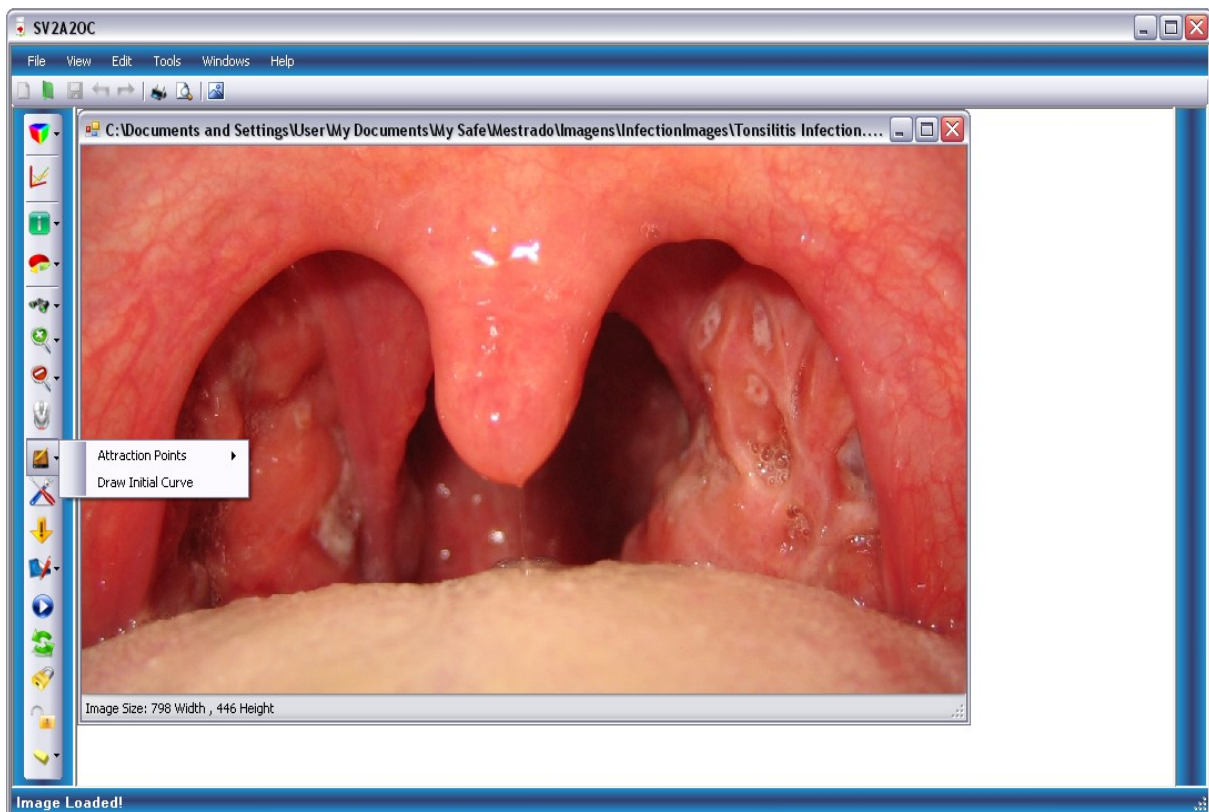 SV2A2OC
File View Edit Tools Windows Help
C:\Documents and Settings\User\My Documents\My Safe\Mestrado\Imagens\InfectionImages\Tonsilitis Infection....
Attraction Points
Draw Initial Curve
Image Size: 798 Width , 446 Height
Image Loaded!